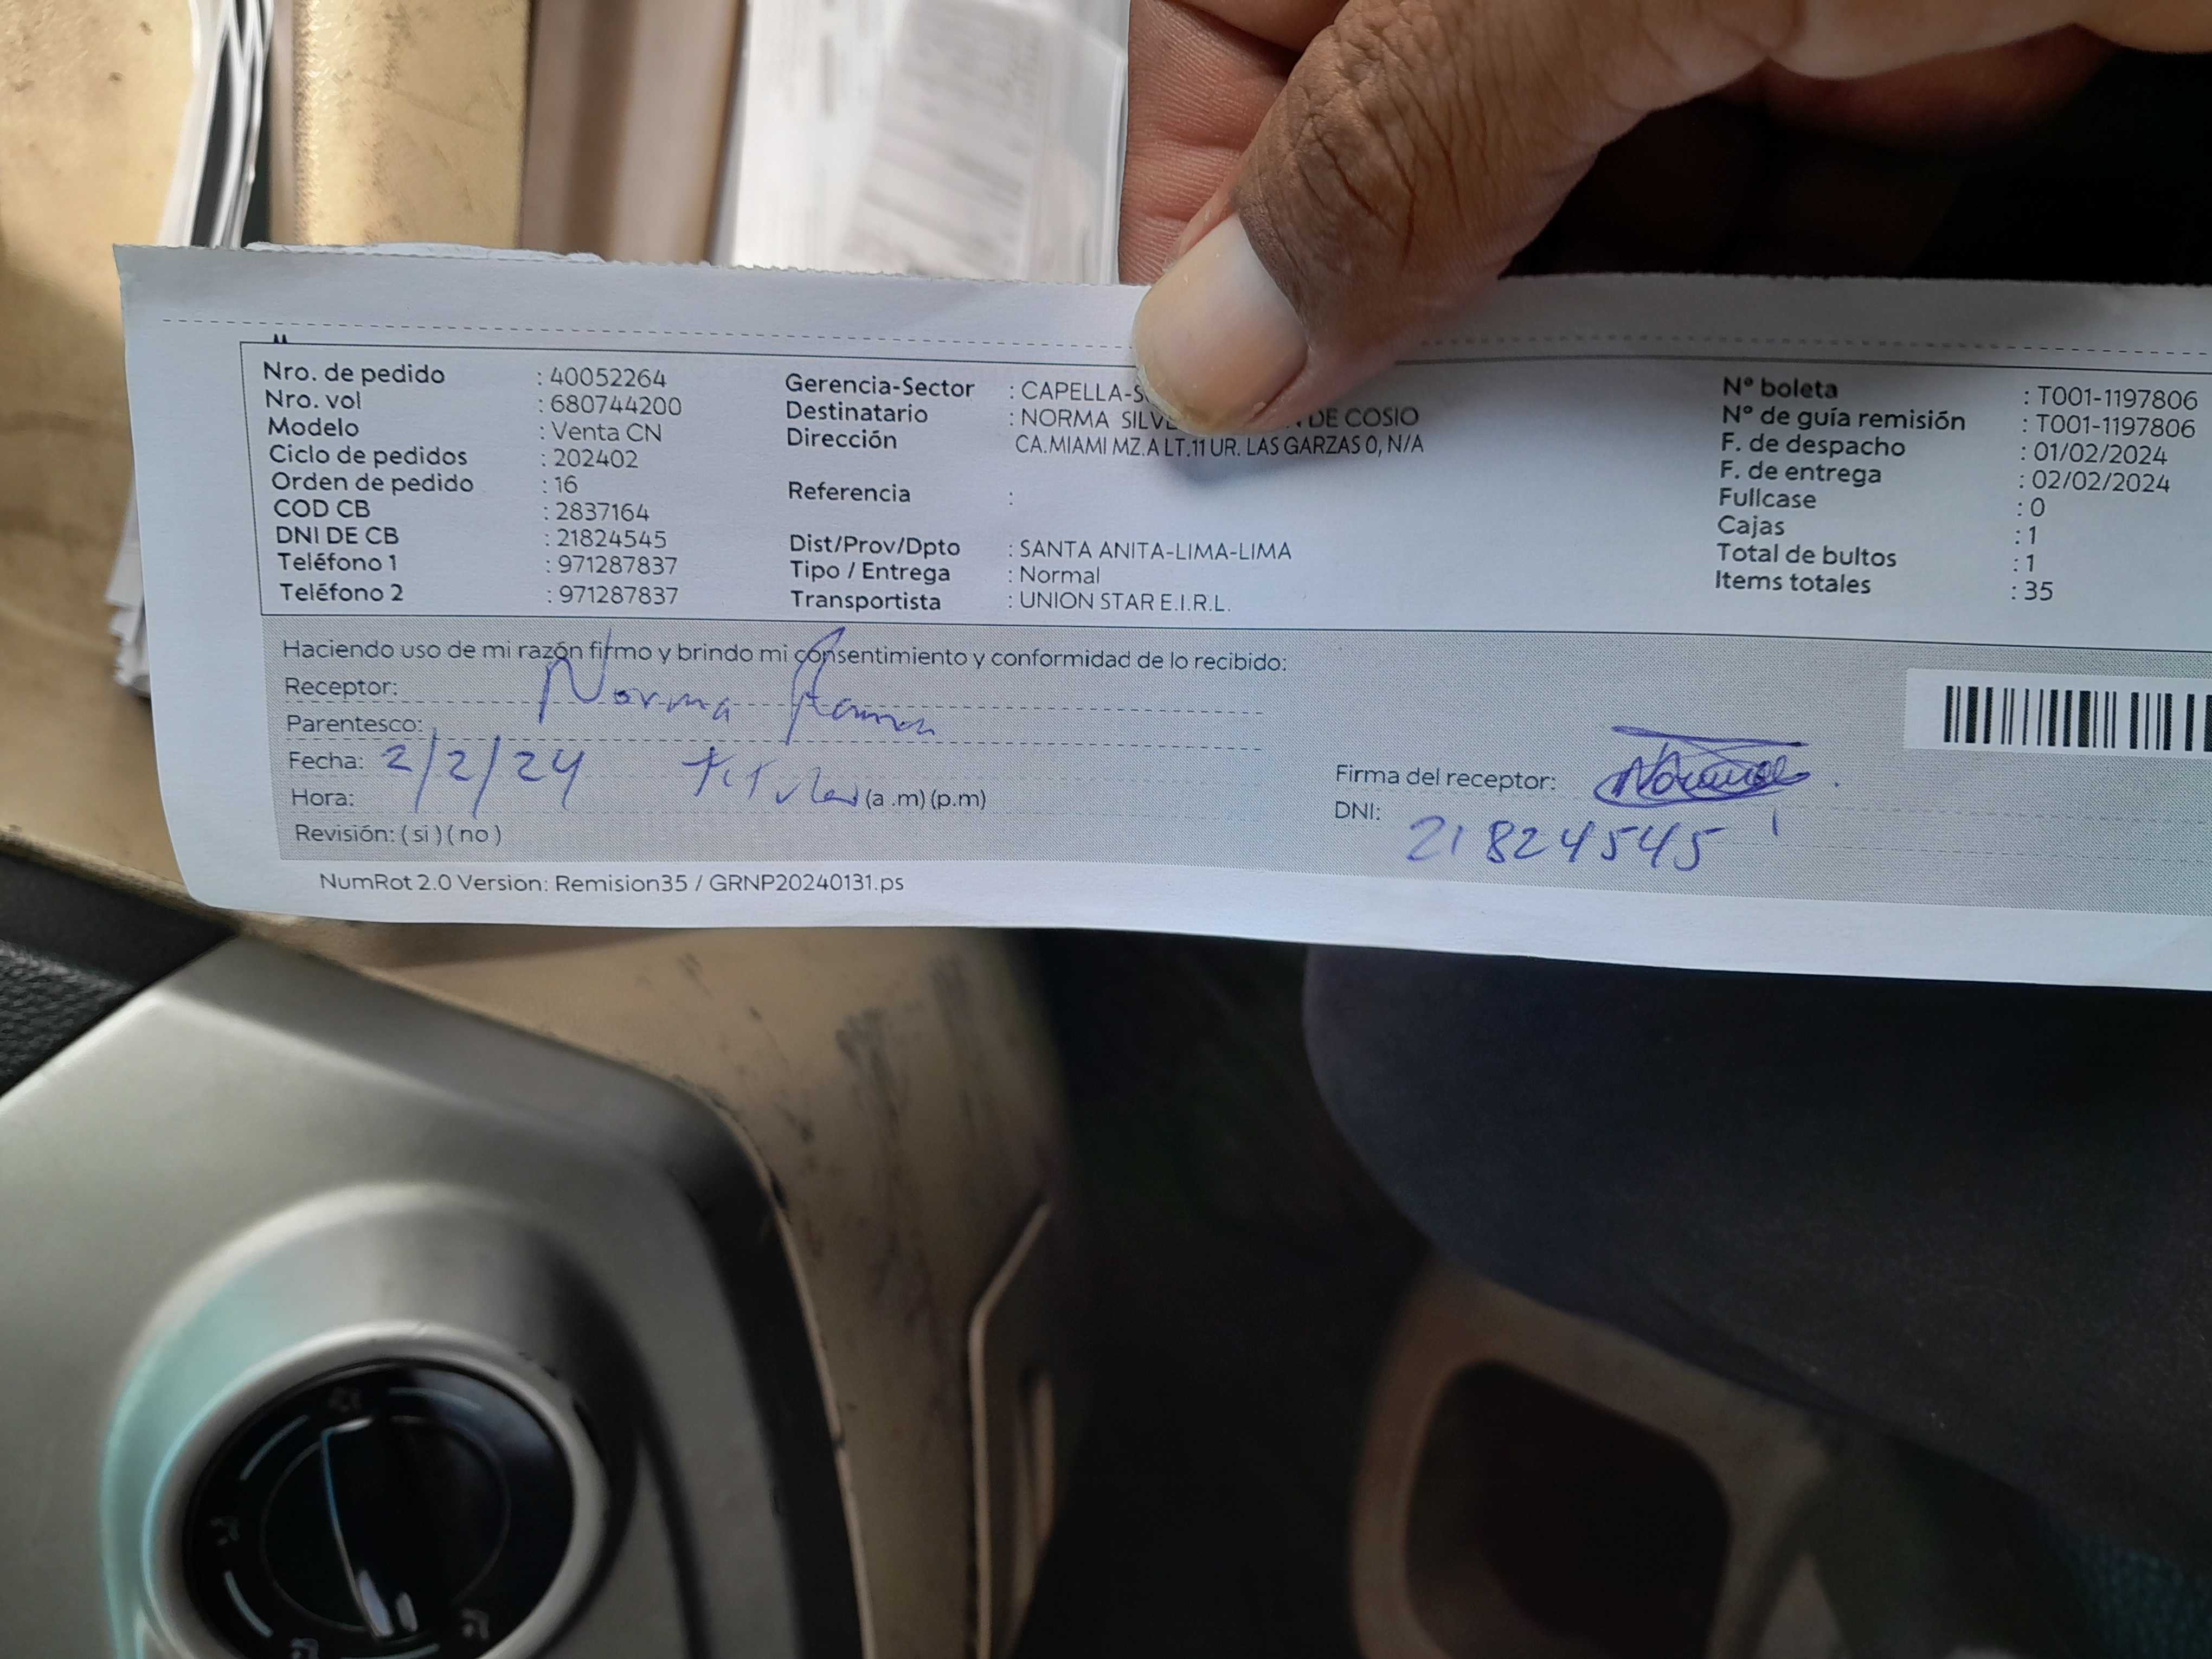 Nro. de pedido : 40052264
Nro. vol : 680744200
Modelo : Venta CN
Ciclo de pedidos : 202402
Orden de pedido : 16
COD CB : 2837164
DNI DE CB : 21824545
Teléfono 1 : 971287837
Teléfono 2 : 971287837
Gerencia-Sector : CAPELLA-S
Destinatario : NORMA SILVE DE COSIO
Dirección CA.MIAMI MZ.A LT.11 UR. LAS GARZAS 0, N/A
Referencia :
Dist/Prov/Dpto : SANTA ANITA-LIMA-LIMA
Tipo / Entrega : Normal
Transportista : UNION STAR E.I.R.L.
Nº boleta : T001-1197806
Nº de guía remisión : T001-1197806
F. de despacho : 01/02/2024
F. de entrega : 02/02/2024
Fullcase : 0
Cajas : 1
Total de bultos : 1
Items totales : 35
Haciendo uso de mi razón firmo y brindo mi consentimiento y conformidad de lo recibido:
Receptor: Norma
Parentesco:
Fecha: 2/2/24 titular
Hora: (a .m) (p.m)
Revisión: ( si ) ( no )
Firma del receptor:
DNI: 21824545
NumRot 2.0 Version: Remision35 / GRNP20240131.ps